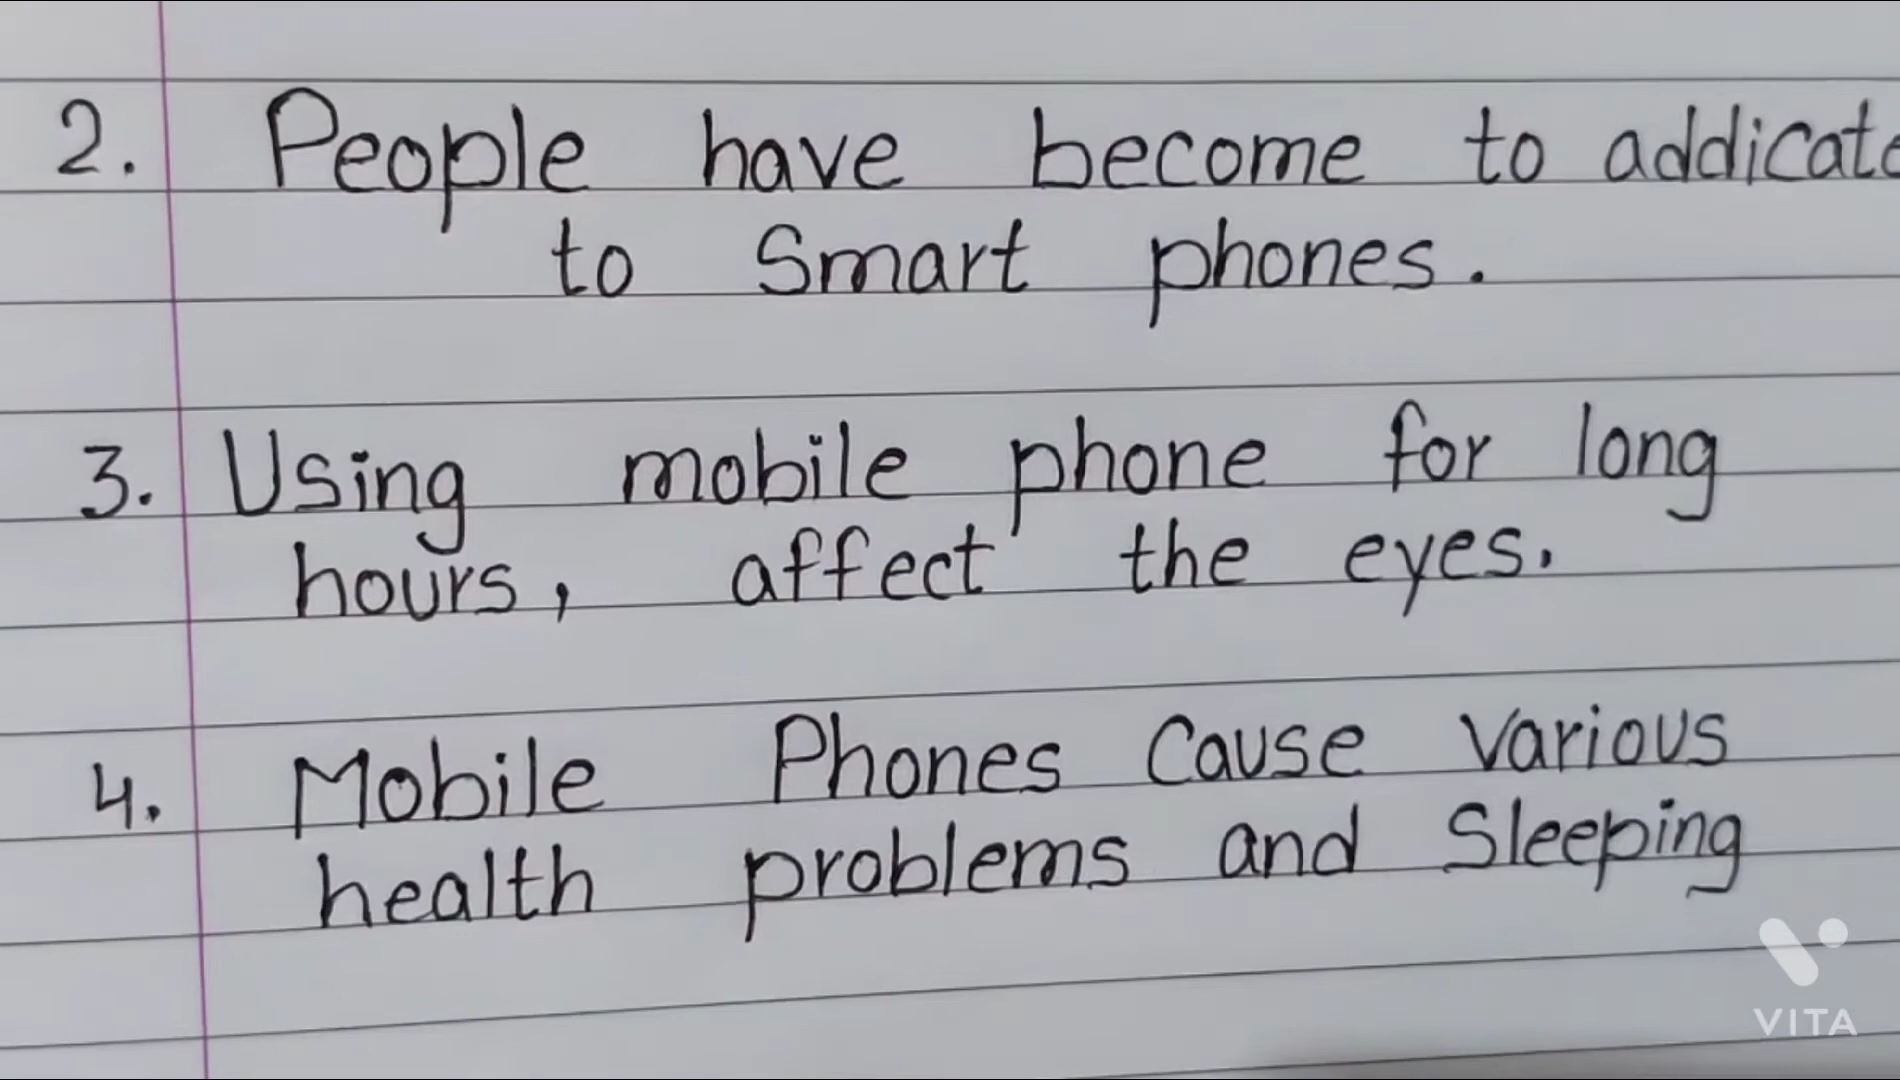 2. People have become to addicate
to Smart phones.
3. Using mobile phone for long
hours, affect the eyes.
4. Mobile Phones Cause various
health problems and Sleeping
VITA